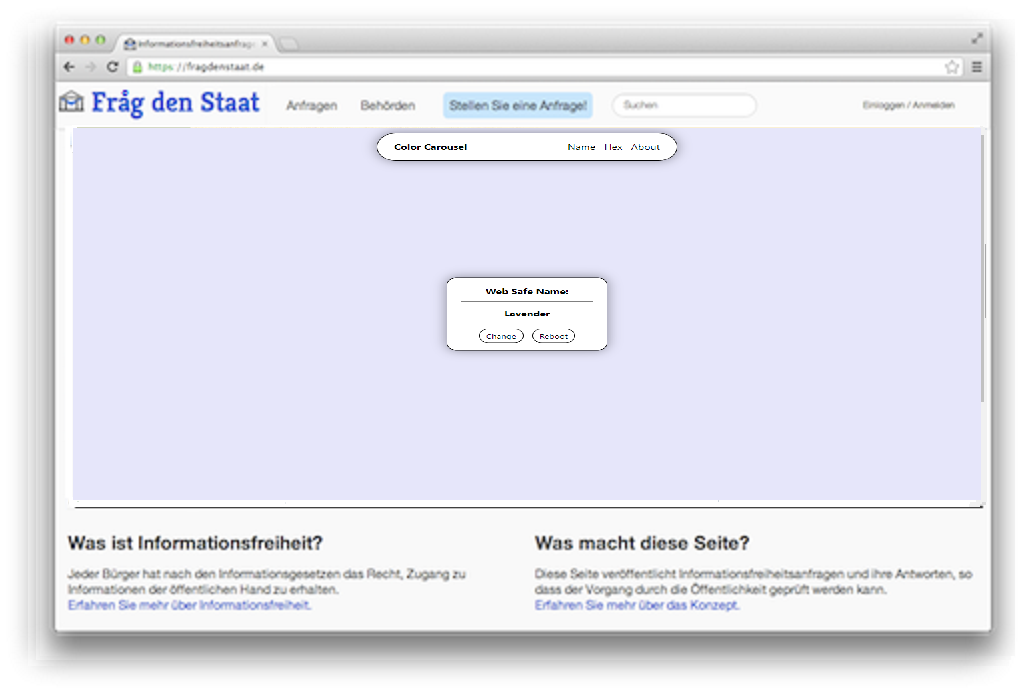 Informationsfreiheitsanfrage
https://fragdenstaat.de
Fråg den Staat
Anfragen
Behörden
Stellen Sie eine Anfrage!
Suchen
Einloggen / Anmelden
Color Carousel
Name Hex About
Web Safe Name:
Lavender
Change Reboot
Was ist Informationsfreiheit?
Jeder Bürger hat nach den Informationsgesetzen das Recht, Zugang zu
Informationen der öffentlichen Hand zu erhalten.
Erfahren Sie mehr über Informationsfreiheit.
Was macht diese Seite?
Diese Seite veröffentlicht Informationsfreiheitsanfragen und ihre Antworten, so
dass der Vorgang durch die Öffentlichkeit geprüft werden kann.
Erfahren Sie mehr über das Konzept.